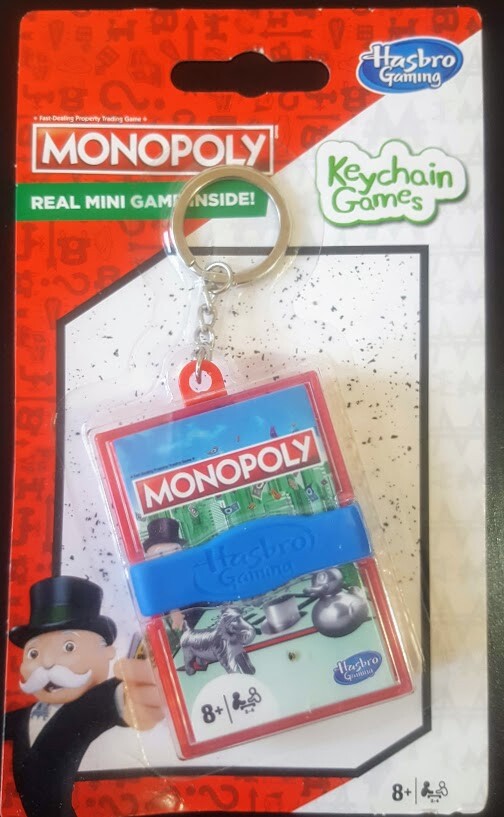 Hasbro
Gaming
Fast-Dealing Property Trading Game
MONOPOLY
REAL MINI GAME INSIDE!
Keychain
Games
MONOPOLY
Hasbro
Gaming
Hasbro
Gaming
8+
8+